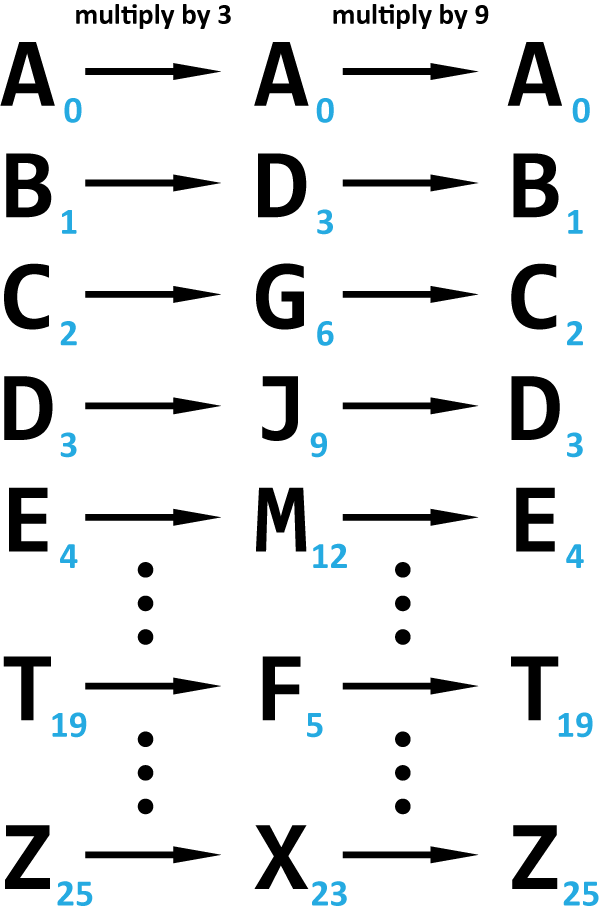 multiply by 3 multiply by 9
A0 A0 A0
B1 D3 B1
C2 G6 C2
D3 J9 D3
E4 M12 E4
T19 F5 T19
Z25 X23 Z25